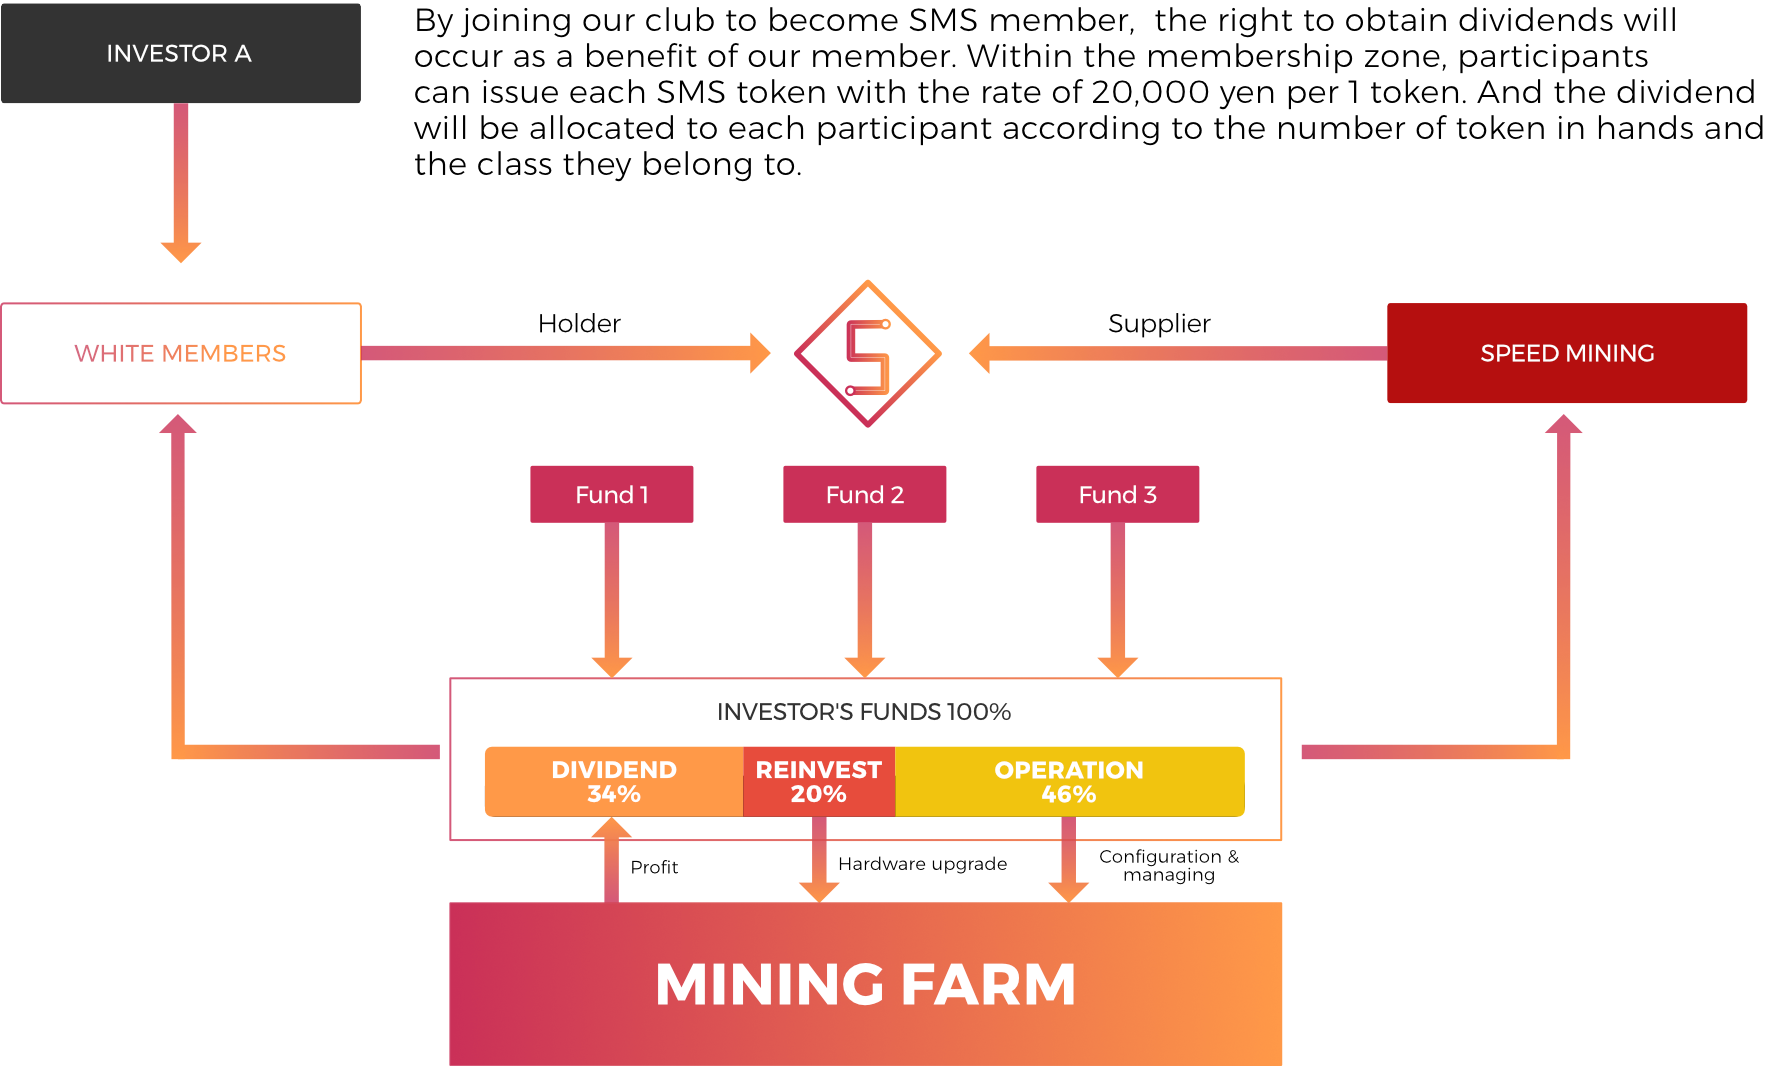 INVESTOR A
By joining our club to become SMS member,  the right to obtain dividends will
occur as a benefit of our member. Within the membership zone, participants
can issue each SMS token with the rate of 20,000 yen per 1 token. And the dividend
will be allocated to each participant according to the number of token in hands and
the class they belong to.
WHITE MEMBERS
Holder
Supplier
SPEED MINING
Fund 1
Fund 2
Fund 3
INVESTOR'S FUNDS 100%
DIVIDEND
34%
REINVEST
20%
OPERATION
46%
Profit
Hardware upgrade
Configuration &
managing
MINING FARM